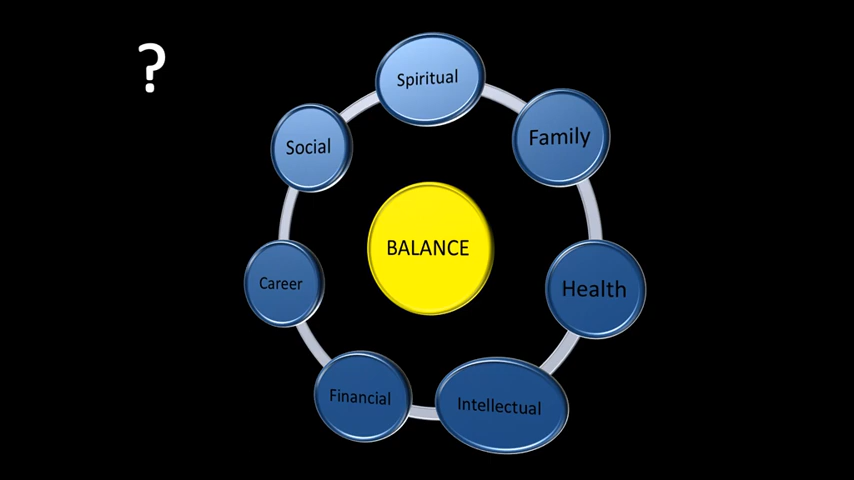 ?
Spiritual
Family
Social
BALANCE
Career
Health
Financial
Intellectual